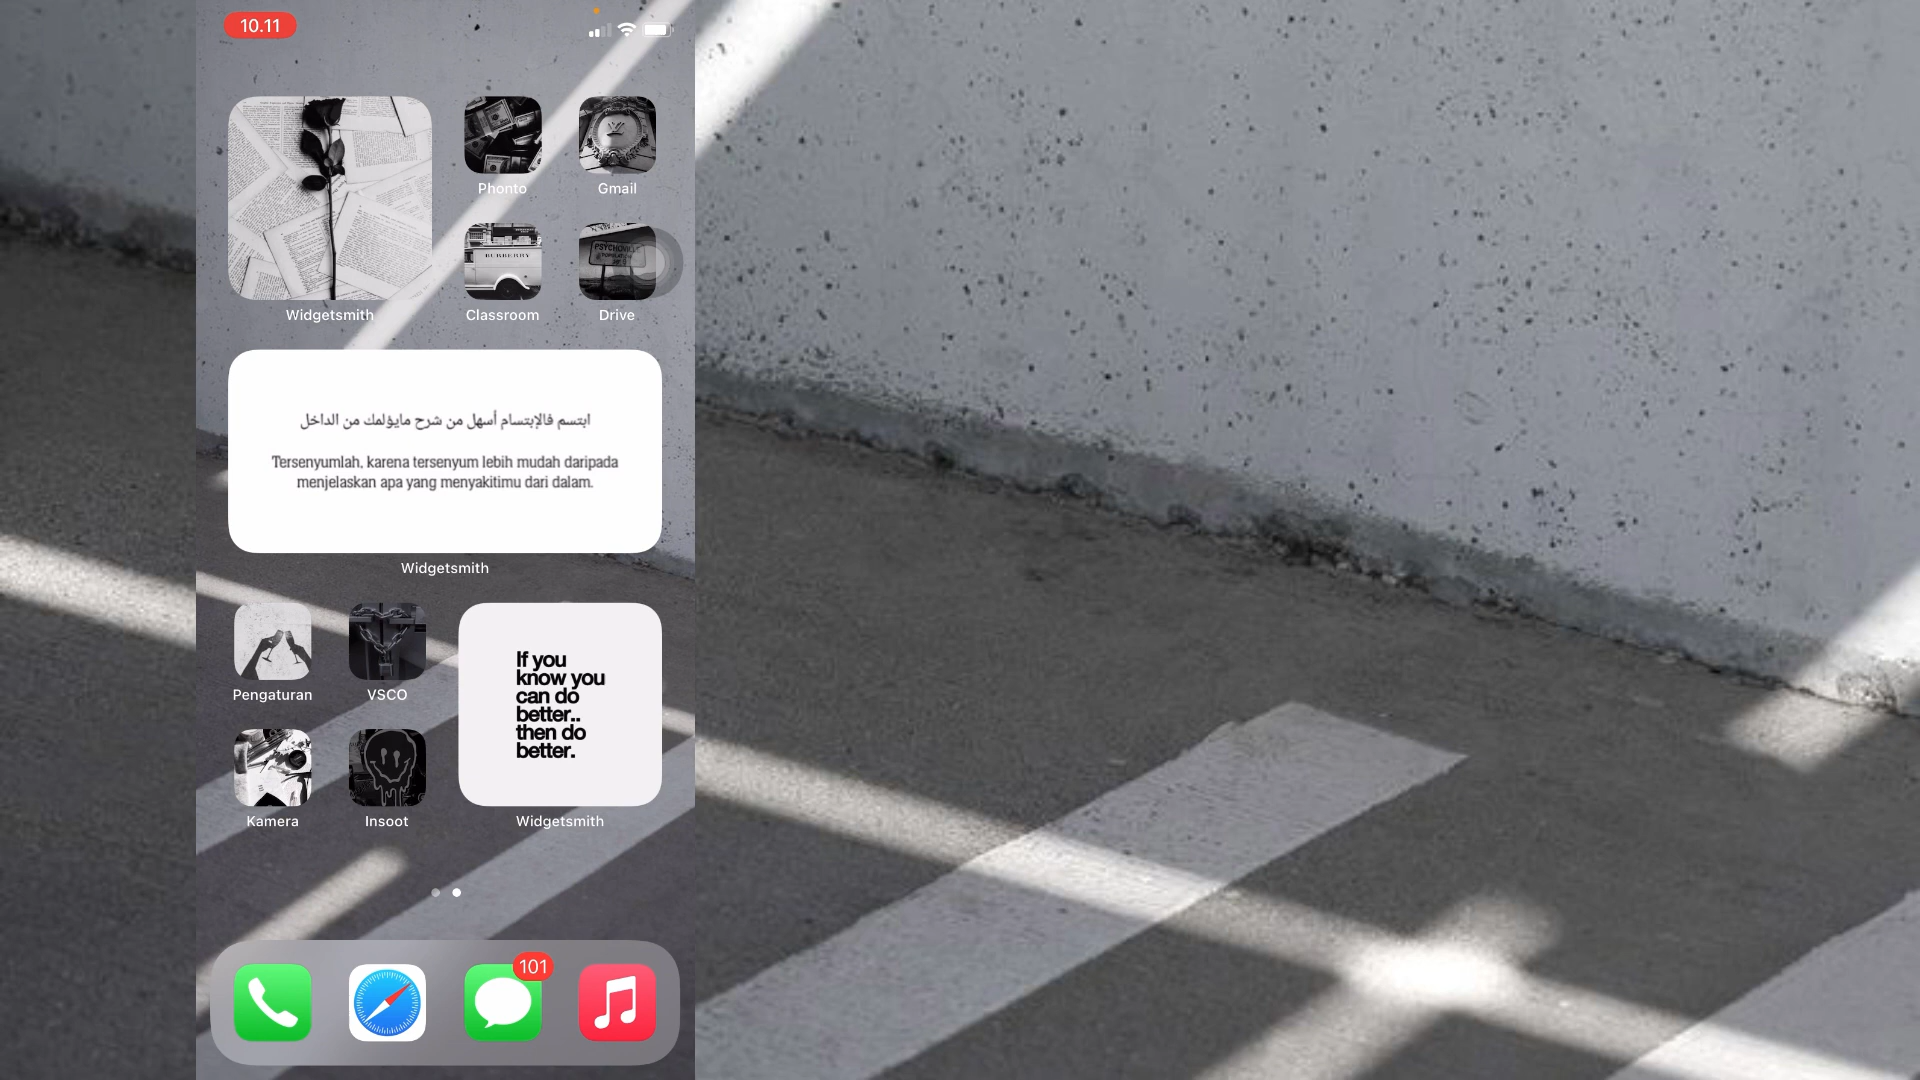 10.11
Phonto
Gmail
BURBERRY
PSYCHOVILLE
Widgetsmith
Classroom
Drive
ابتسم فالإبتسام أسهل من شرح مايؤلمك من الداخل
Tersenyumlah, karena tersenyum lebih mudah daripada
menjelaskan apa yang menyakitimu dari dalam.
Widgetsmith
Pengaturan
VSCO
If you
know you
can do
better..
then do
better.
Kamera
Insoot
Widgetsmith
101